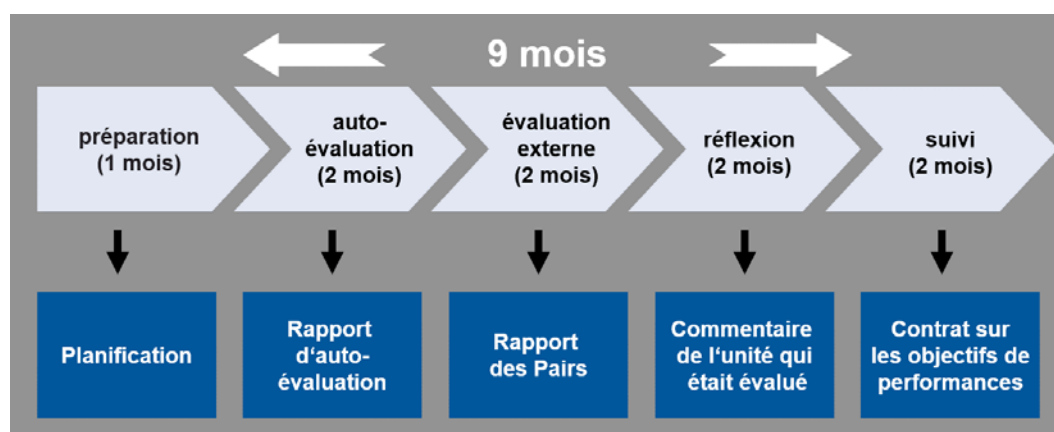 9 mois
préparation
(1 mois)
auto-
évaluation
(2 mois)
évaluation
externe
(2 mois)
réflexion
(2 mois)
suivi
(2 mois)
Planification
Rapport
d‘auto-
évaluation
Rapport
des Pairs
Commentaire
de l‘unité qui
était évalué
Contrat sur
les objectifs de
performances